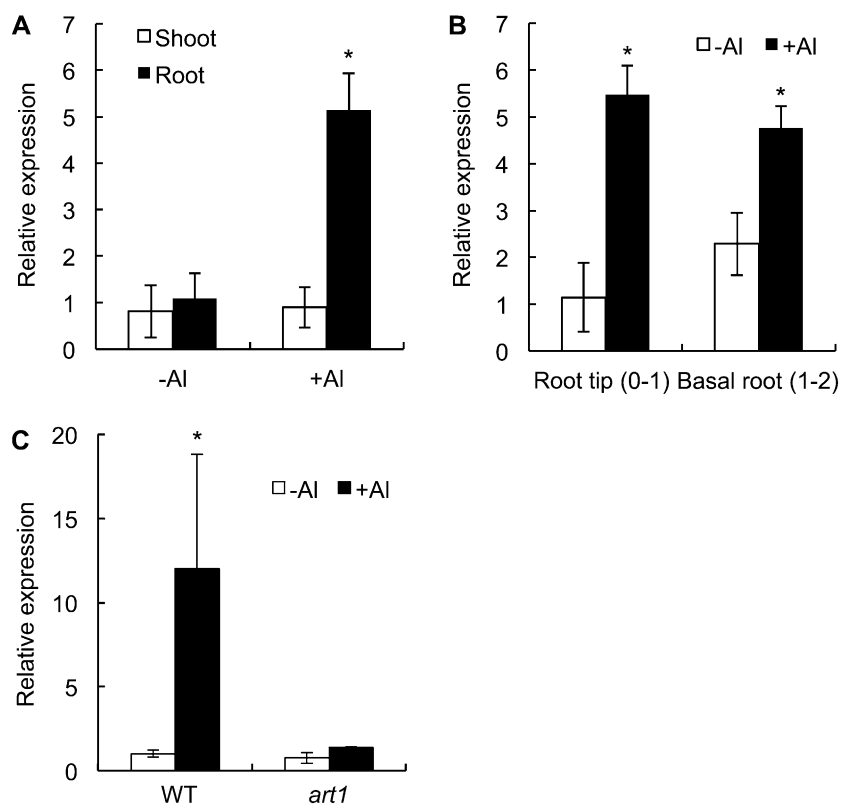 A
7
6
5
4
3
2
1
0
Relative expression
Shoot
Root
*
-Al
+Al
B
7
6
5
4
3
2
1
0
Relative expression
-Al +Al
*
*
Root tip (0-1) Basal root (1-2)
C
20
15
10
5
0
Relative expression
*
-Al +Al
WT
art1